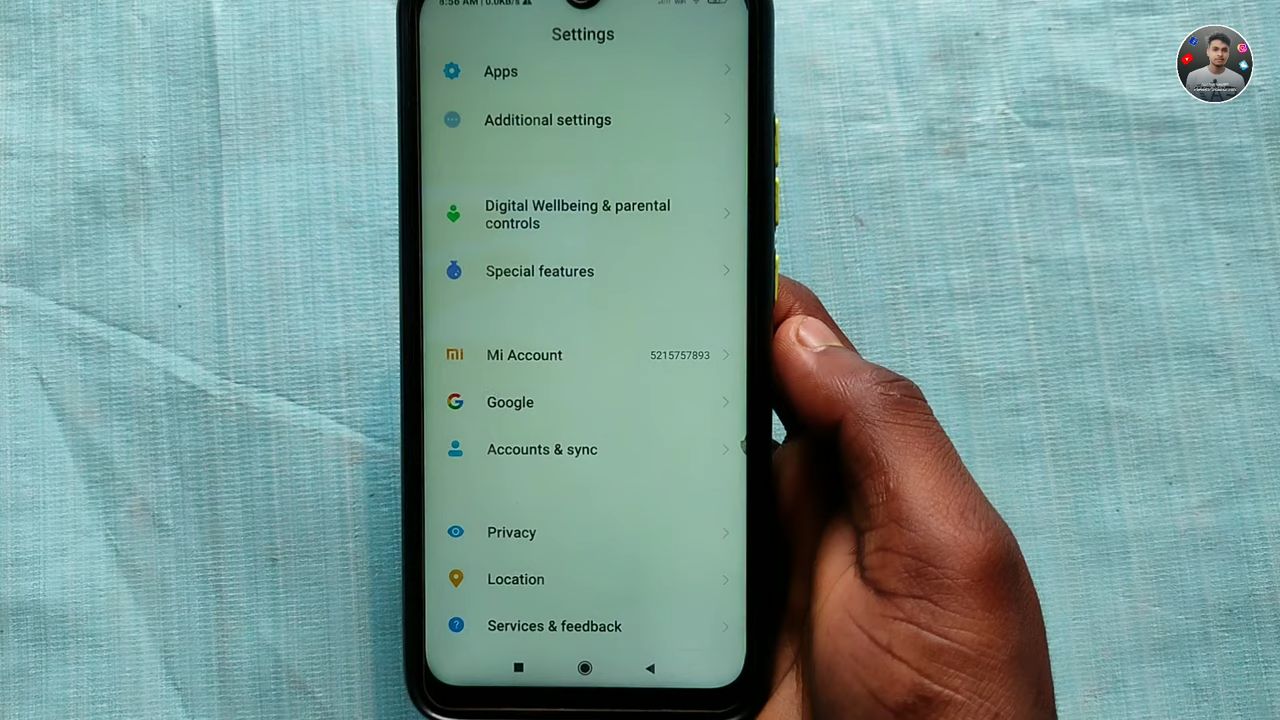 8:56 AM | 0.0KB/s
Settings
Apps
Additional settings
Digital Wellbeing & parental
controls
Special features
mi Mi Account 5215757893
Google
Accounts & sync
Privacy
Location
Services & feedback